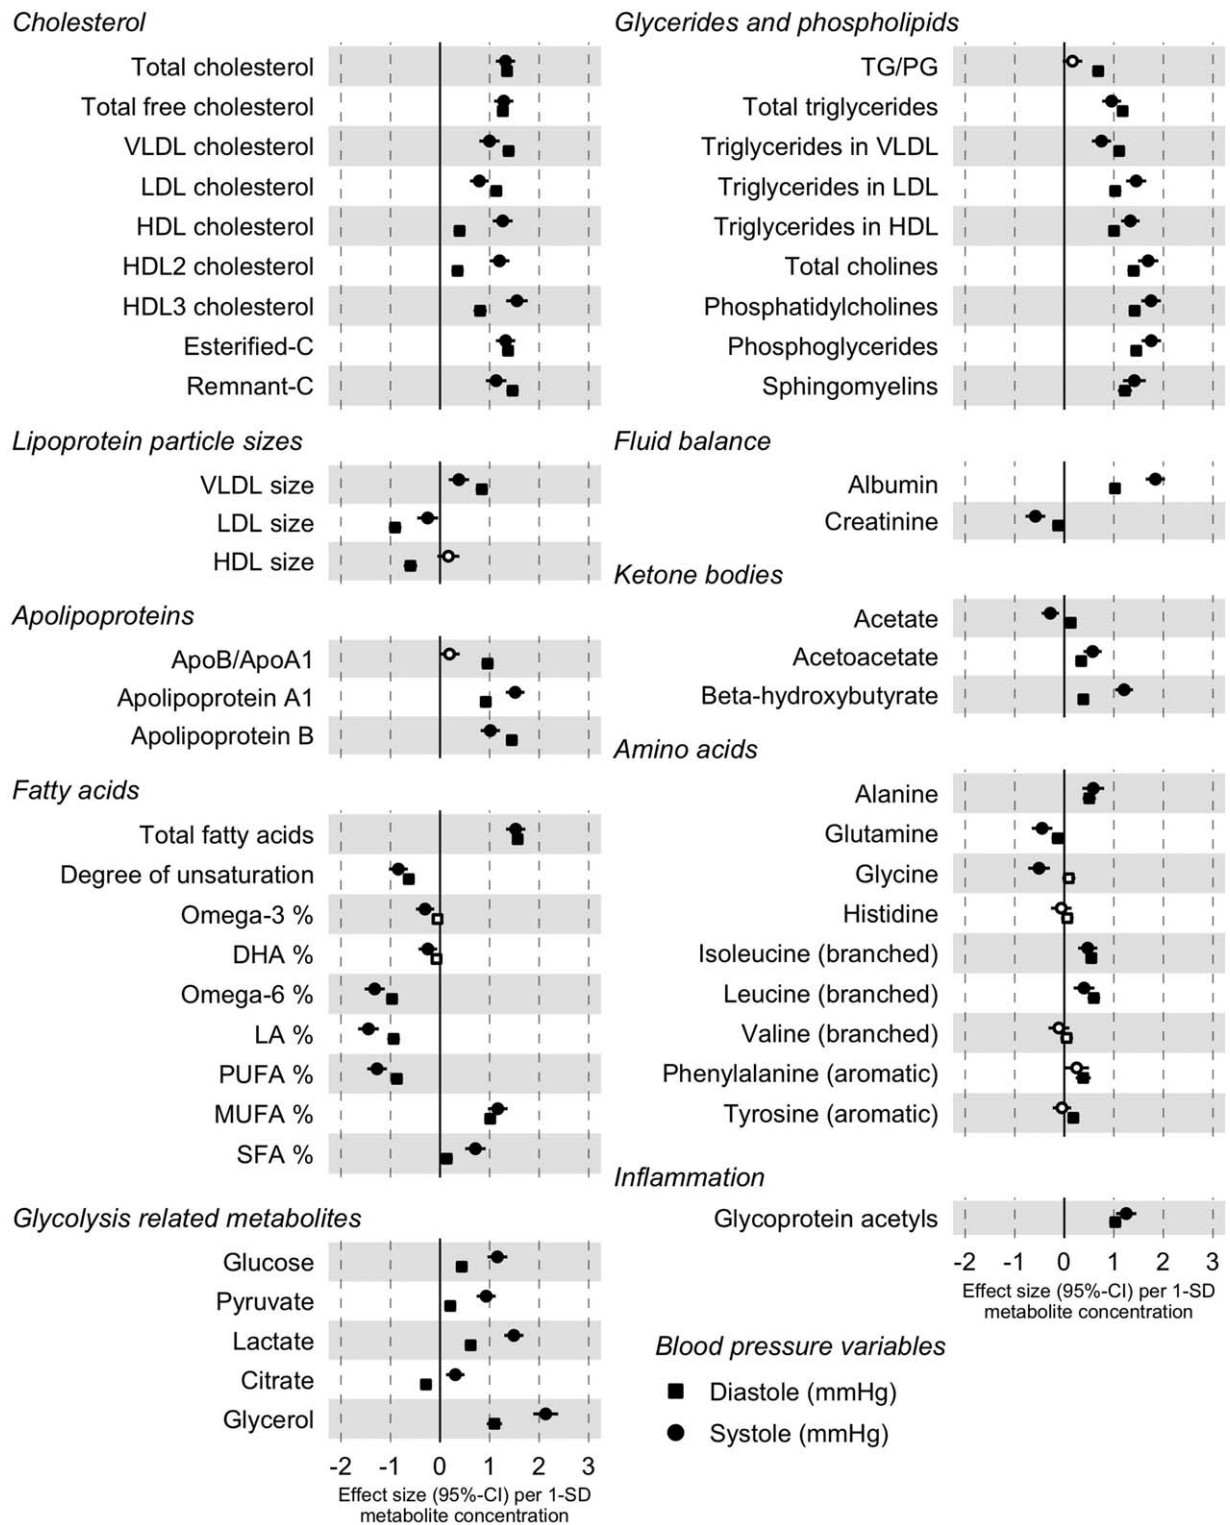 Cholesterol
Total cholesterol
Total free cholesterol
VLDL cholesterol
LDL cholesterol
HDL cholesterol
HDL2 cholesterol
HDL3 cholesterol
Esterified-C
Remnant-C
Lipoprotein particle sizes
VLDL size
LDL size
HDL size
Apolipoproteins
ApoB/ApoA1
Apolipoprotein A1
Apolipoprotein B
Fatty acids
Total fatty acids
Degree of unsaturation
Omega-3 %
DHA %
Omega-6 %
LA %
PUFA %
MUFA %
SFA %
Glycolysis related metabolites
Glucose
Pyruvate
Lactate
Citrate
Glycerol
-2 -1 0 1 2 3
Effect size (95%-CI) per 1-SD
metabolite concentration
Glycerides and phospholipids
TG/PG
Total triglycerides
Triglycerides in VLDL
Triglycerides in LDL
Triglycerides in HDL
Total cholines
Phosphatidylcholines
Phosphoglycerides
Sphingomyelins
Fluid balance
Albumin
Creatinine
Ketone bodies
Acetate
Acetoacetate
Beta-hydroxybutyrate
Amino acids
Alanine
Glutamine
Glycine
Histidine
Isoleucine (branched)
Leucine (branched)
Valine (branched)
Phenylalanine (aromatic)
Tyrosine (aromatic)
Inflammation
Glycoprotein acetyls
-2 -1 0 1 2 3
Effect size (95%-CI) per 1-SD
metabolite concentration
Blood pressure variables
Diastole (mmHg)
Systole (mmHg)